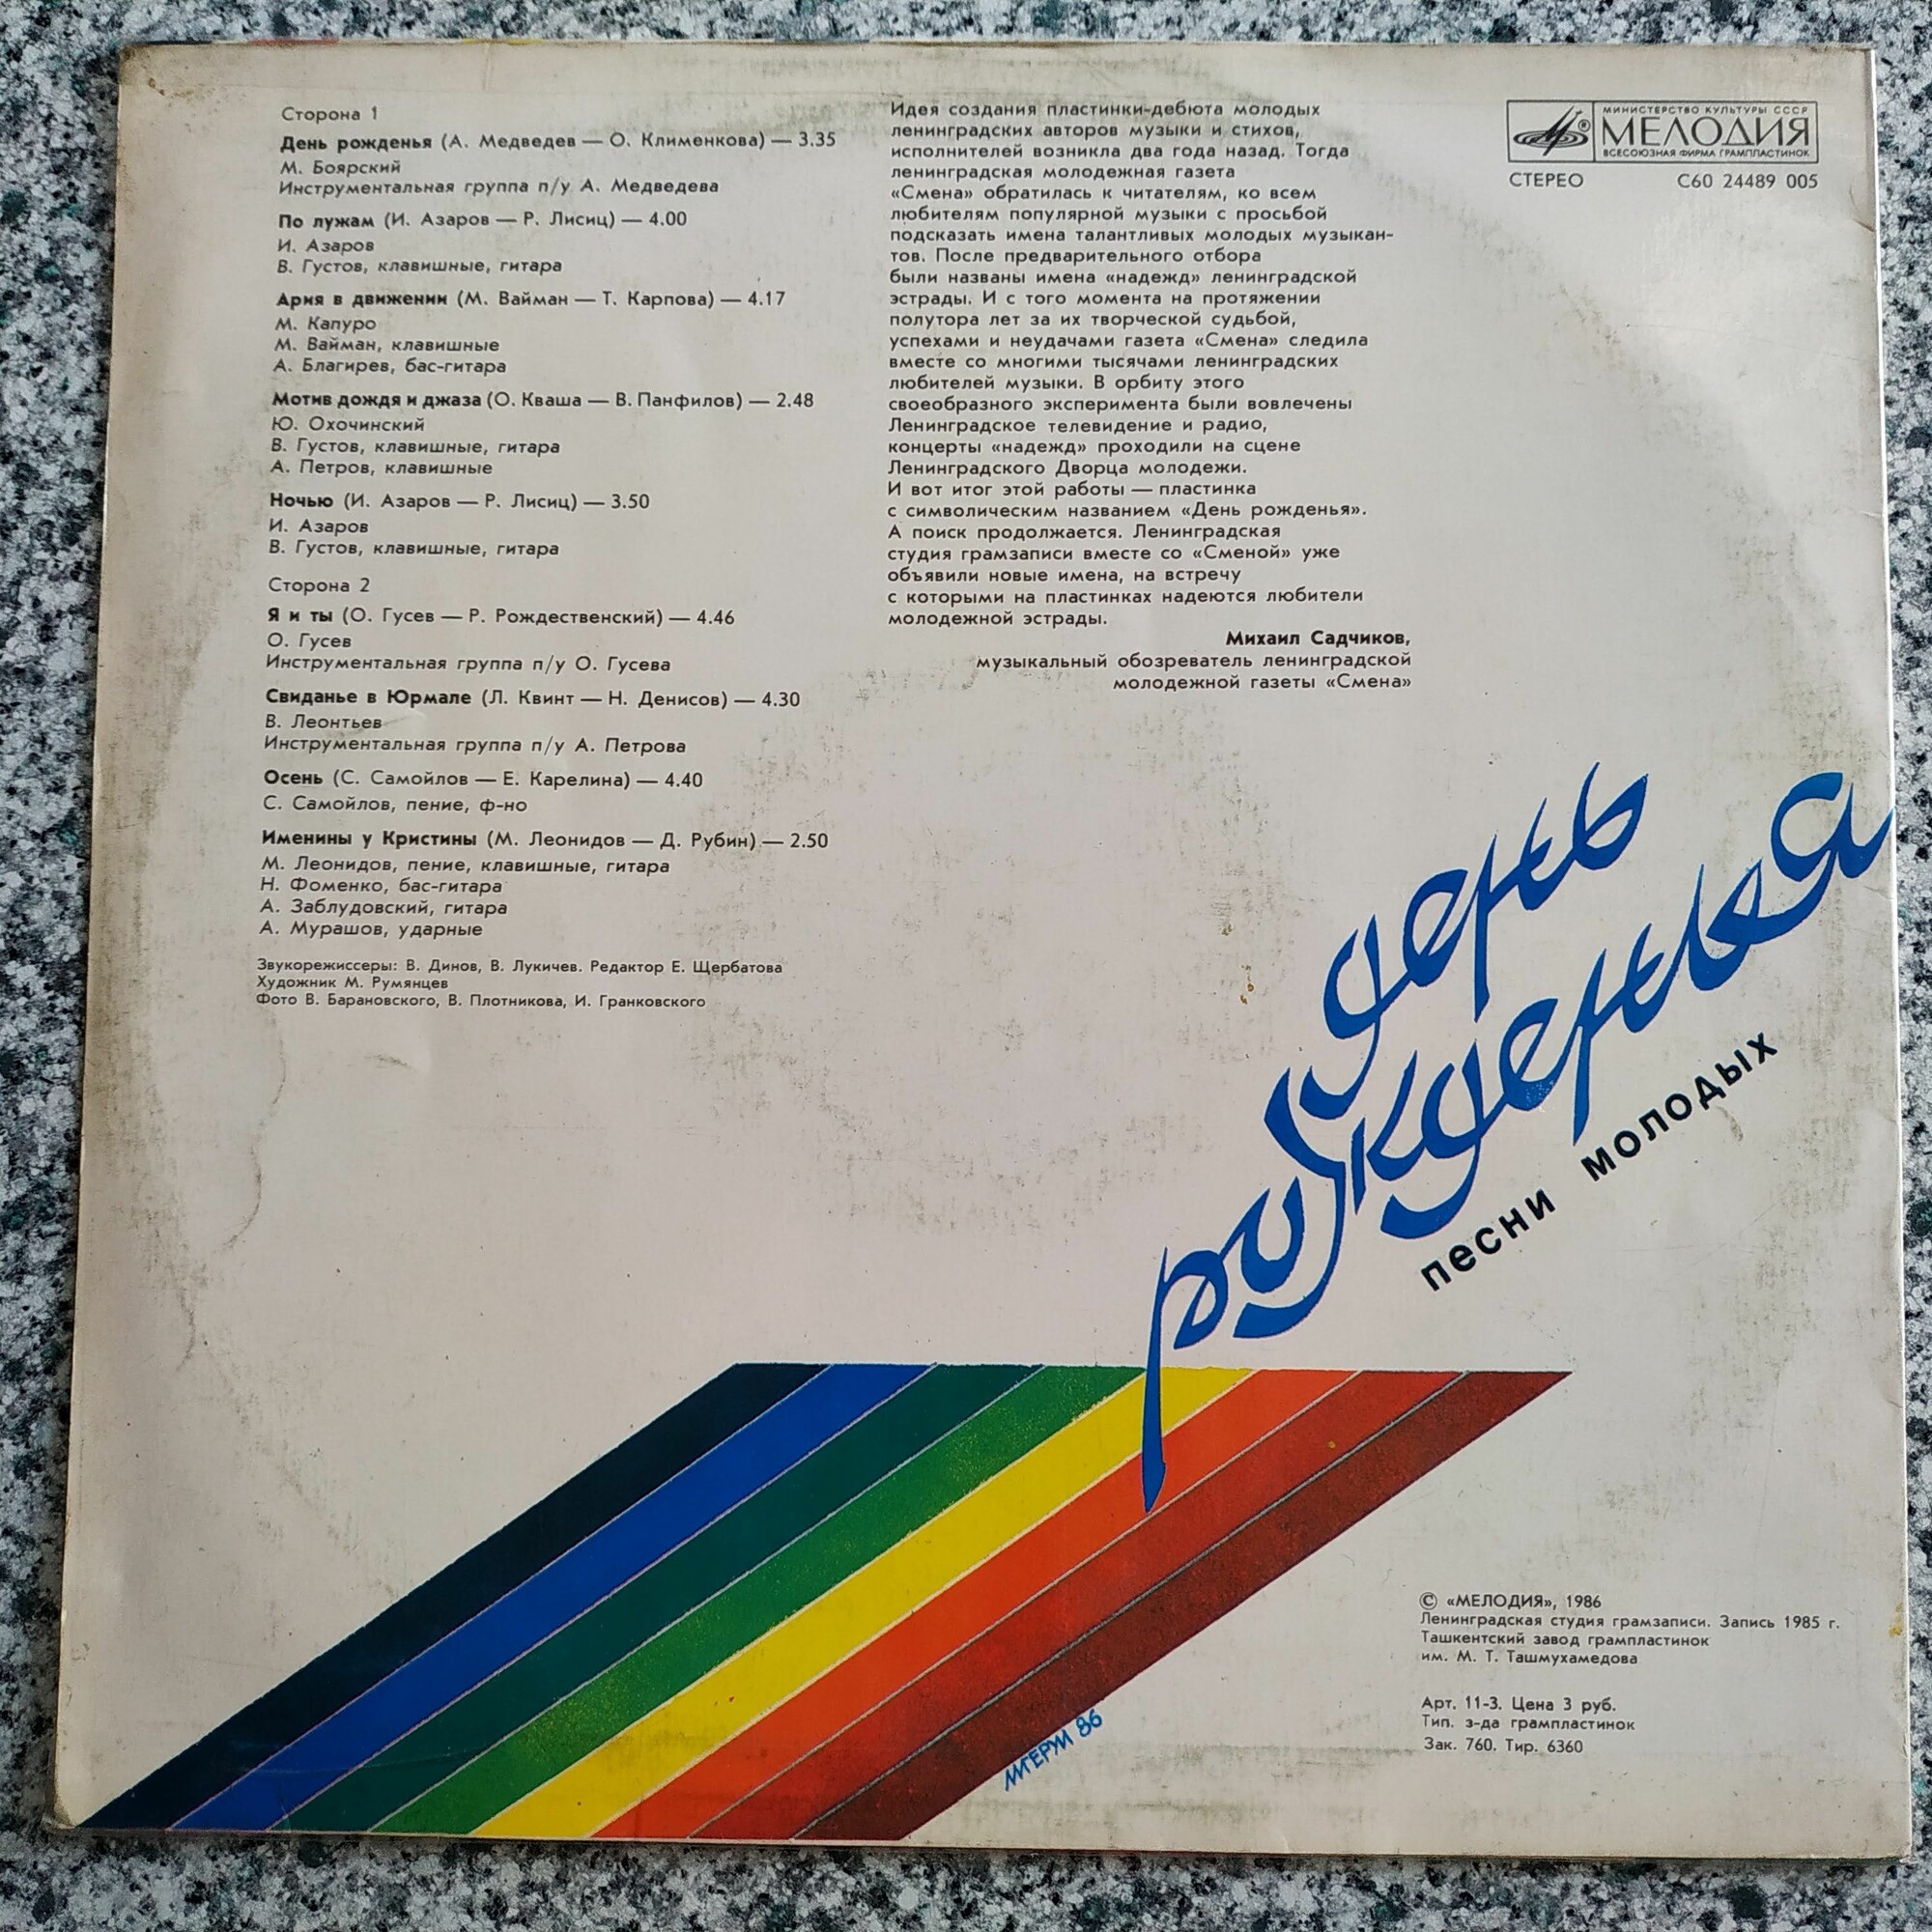 Сторона 1
День рожденья (А. Медведев — О. Клименкова) — 3.35
М. Боярский
Инструментальная группа п/у А. Медведева
По лужам (И. Азаров — Р. Лисиц) — 4.00
И. Азаров
В. Густов, клавишные, гитара
Ария в движении (М. Вайман — Т. Карпова) — 4.17
М. Капуро
М. Вайман, клавишные
А. Благирев, бас-гитара
Мотив дождя и джаза (О. Кваша — В. Панфилов) — 2.48
Ю. Охочинский
В. Густов, клавишные, гитара
А. Петров, клавишные
Ночью (И. Азаров — Р. Лисиц) — 3.50
И. Азаров
В. Густов, клавишные, гитара
Сторона 2
Я и ты (О. Гусев — Р. Рождественский) — 4.46
О. Гусев
Инструментальная группа п/у О. Гусева
Свиданье в Юрмале (Л. Квинт — Н. Денисов) — 4.30
В. Леонтьев
Инструментальная группа п/у А. Петрова
Осень (С. Самойлов — Е. Карелина) — 4.40
С. Самойлов, пение, ф-но
Именины у Кристины (М. Леонидов — Д. Рубин) — 2.50
М. Леонидов, пение, клавишные, гитара
Н. Фоменко, бас-гитара
А. Заблудовский, гитара
А. Мурашов, ударные
Звукорежиссеры: В. Динов, В. Лукичев. Редактор Е. Щербатова
Художник М. Румянцев
Фото В. Барановского, В. Плотникова, И. Гранковского
Идея создания пластинки-дебюта молодых
ленинградских авторов музыки и стихов,
исполнителей возникла два года назад. Тогда
ленинградская молодежная газета
«Смена» обратилась к читателям, ко всем
любителям популярной музыки с просьбой
подсказать имена талантливых молодых музыкан-
тов. После предварительного отбора
были названы имена «надежд» ленинградской
эстрады. И с того момента на протяжении
полутора лет за их творческой судьбой,
успехами и неудачами газета «Смена» следила
вместе со многими тысячами ленинградских
любителей музыки. В орбиту этого
своеобразного эксперимента были вовлечены
Ленинградское телевидение и радио,
концерты «надежд» проходили на сцене
Ленинградского Дворца молодежи.
И вот итог этой работы — пластинка
с символическим названием «День рожденья».
А поиск продолжается. Ленинградская
студия грамзаписи вместе со «Сменой» уже
объявили новые имена, на встречу
с которыми на пластинках надеются любители
молодежной эстрады.
Михаил Садчиков,
музыкальный обозреватель ленинградской
молодежной газеты «Смена»
МИНИСТЕРСТВО КУЛЬТУРЫ СССР
МЕЛОДИЯ
ВСЕСОЮЗНАЯ ФИРМА ГРАМПЛАСТИНОК
СТЕРЕО С60 24489 005
день
рожденья
песни молодых
© «МЕЛОДИЯ», 1986
Ленинградская студия грамзаписи. Запись 1985 г.
Ташкентский завод грампластинок
им. М. Т. Ташмухамедова
Арт. 11-3. Цена 3 руб.
Тип. з-да грампластинок
Зак. 760. Тир. 6360
86